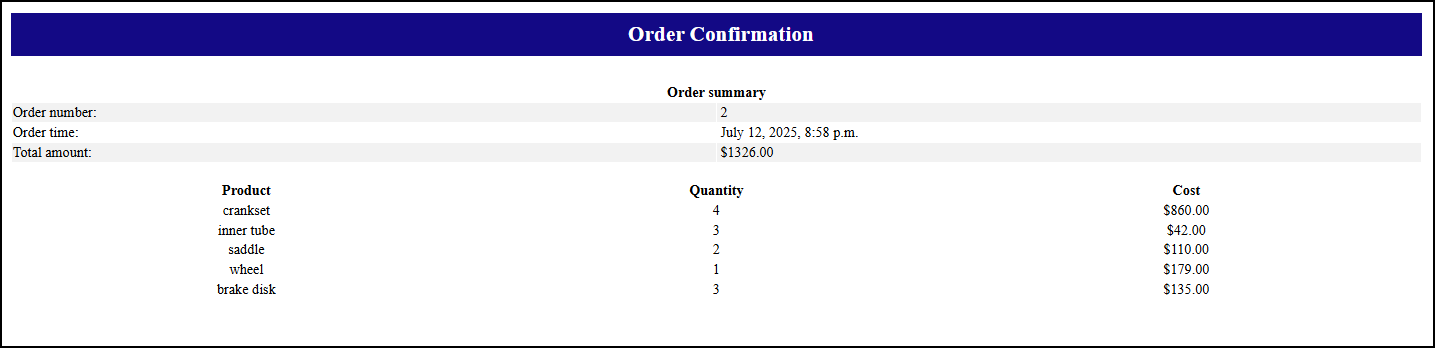 Order Confirmation
Order summary
Order number: 2
Order time: July 12, 2025, 8:58 p.m.
Total amount: $1326.00
Product Quantity Cost
crankset 4 $860.00
inner tube 3 $42.00
saddle 2 $110.00
wheel 1 $179.00
brake disk 3 $135.00